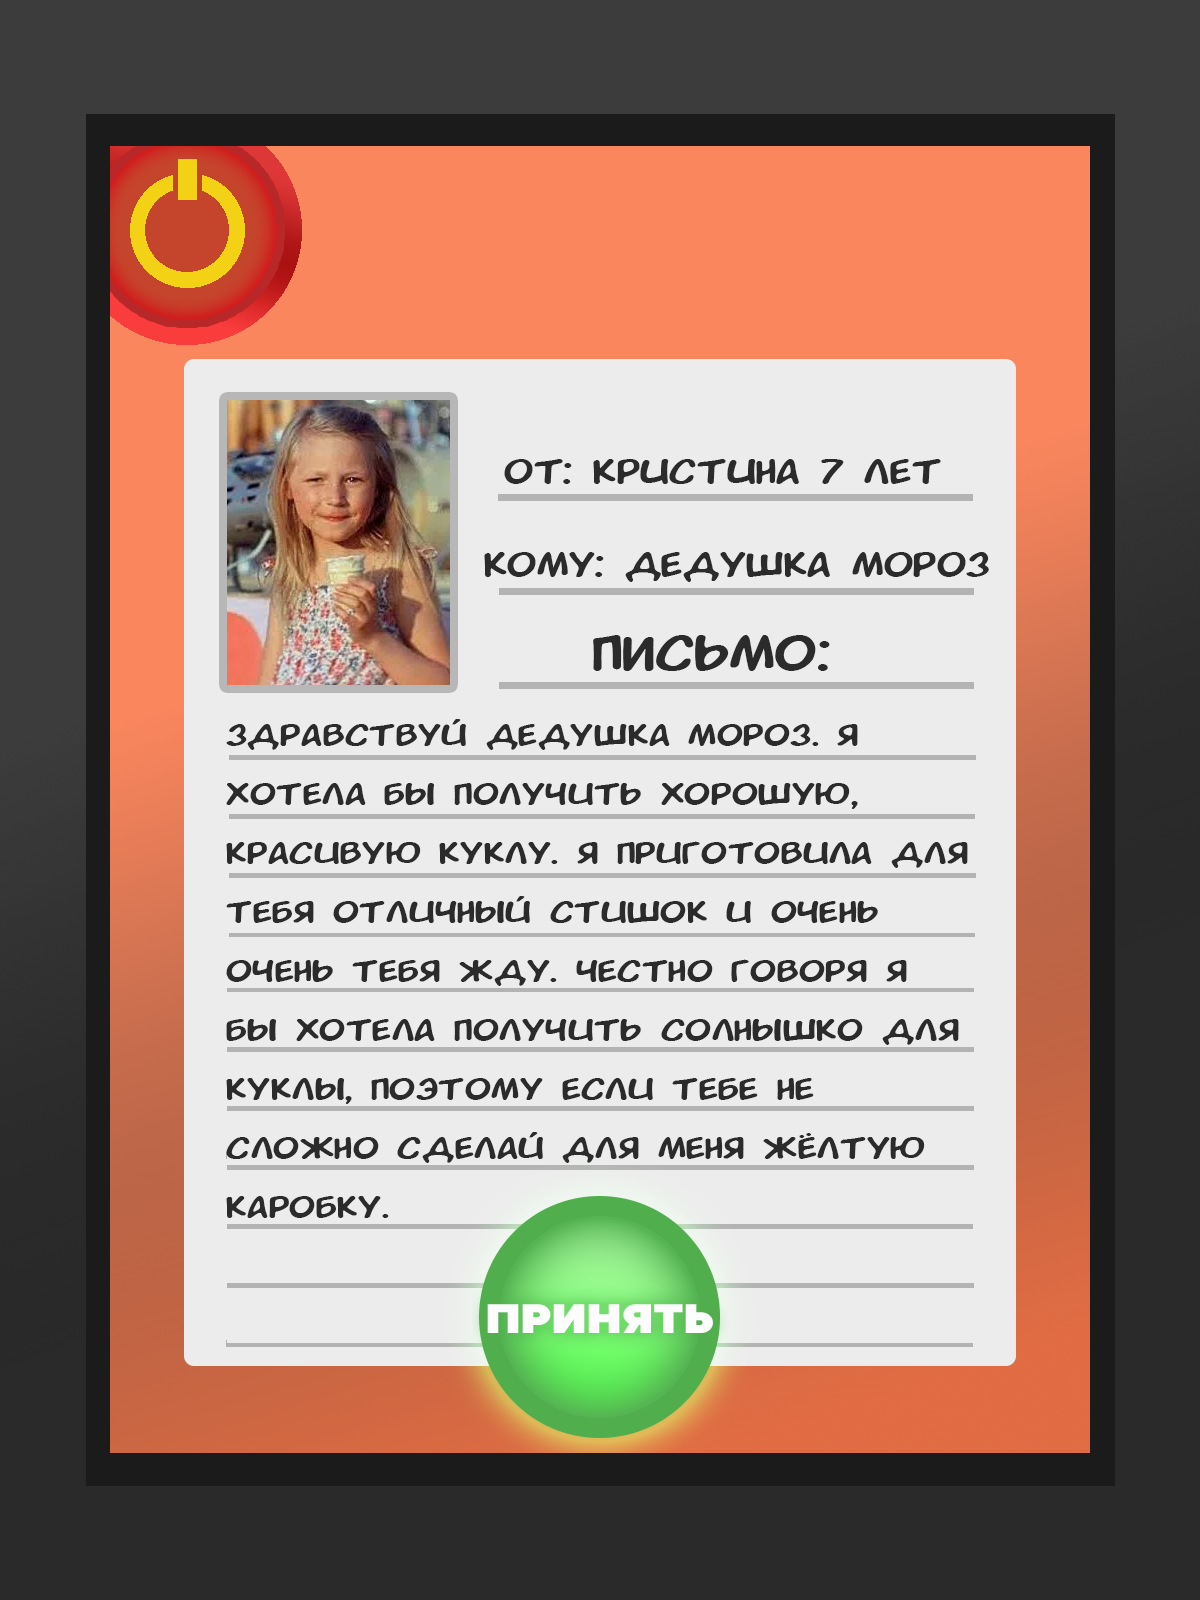 ОТ: КРИСТИНА 7 ЛЕТ
КОМУ: ДЕДУШКА МОРОЗ
ПИСЬМО:
ЗДРАВСТВУЙ ДЕДУШКА МОРОЗ. Я
ХОТЕЛА БЫ ПОЛУЧИТЬ ХОРОШУЮ,
КРАСИВУЮ КУКЛУ. Я ПРИГОТОВИЛА ДЛЯ
ТЕБЯ ОТЛИЧНЫЙ СТИШОК И ОЧЕНЬ
ОЧЕНЬ ТЕБЯ ЖДУ. ЧЕСТНО ГОВОРЯ Я
БЫ ХОТЕЛА ПОЛУЧИТЬ СОЛНЫШКО ДЛЯ
КУКЛЫ, ПОЭТОМУ ЕСЛИ ТЕБЕ НЕ
СЛОЖНО СДЕЛАЙ ДЛЯ МЕНЯ ЖЁЛТУЮ
КАРОБКУ.
ПРИНЯТЬ